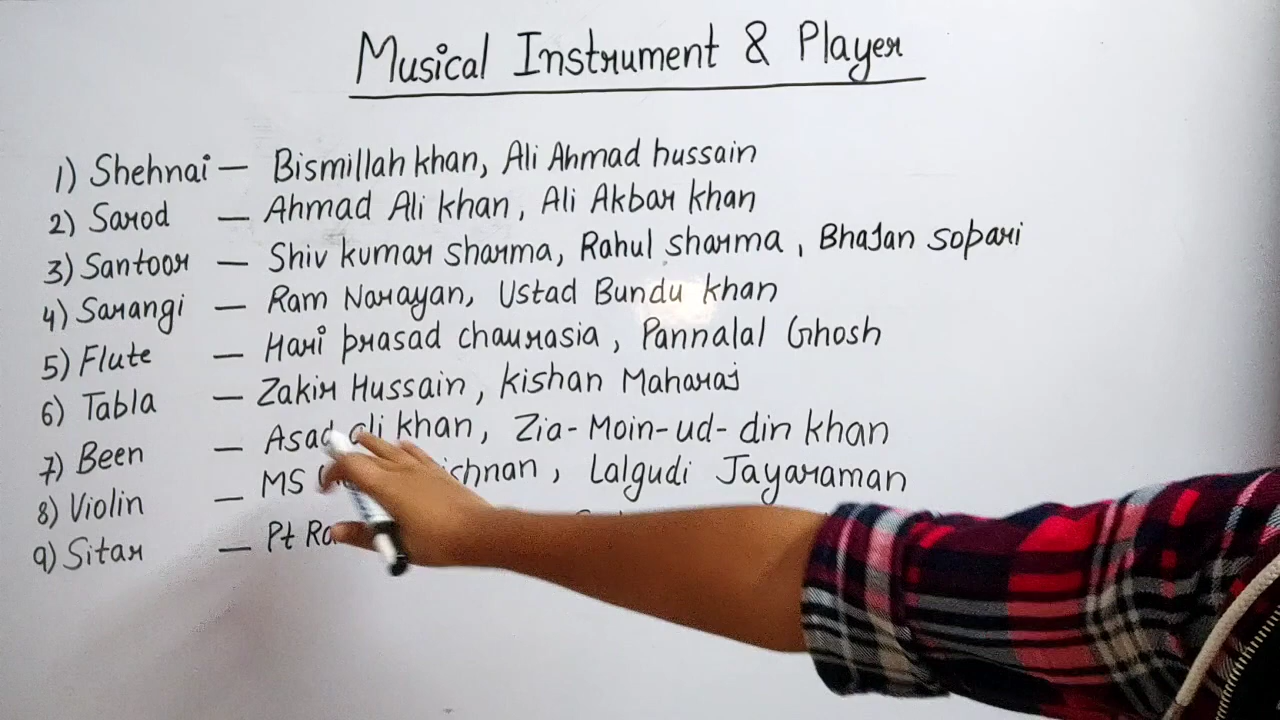 Musical Instrument & Player
1) Shehnai — Bismillah khan, Ali Ahmad hussain
2) Sarod — Ahmad Ali khan, Ali Akbar khan
3) Santoor — Shiv kumar sharma, Rahul sharma, Bhajan sopari
4) Sarangi — Ram Narayan, Ustad Bundu khan
5) Flute — Hari prasad chaurasia, Pannalal Ghosh
6) Tabla — Zakir Hussain, kishan Maharaj
7) Been — Asad ali khan, Zia-Moin-ud-din khan
8) Violin — MS , Lalgudi Jayaraman
9) Sitar — Pt